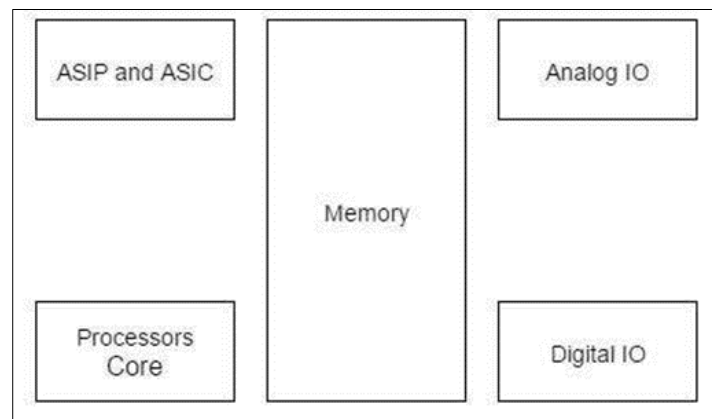 ASIP and ASIC
Analog IO
Memory
Processors
Core
Digital IO